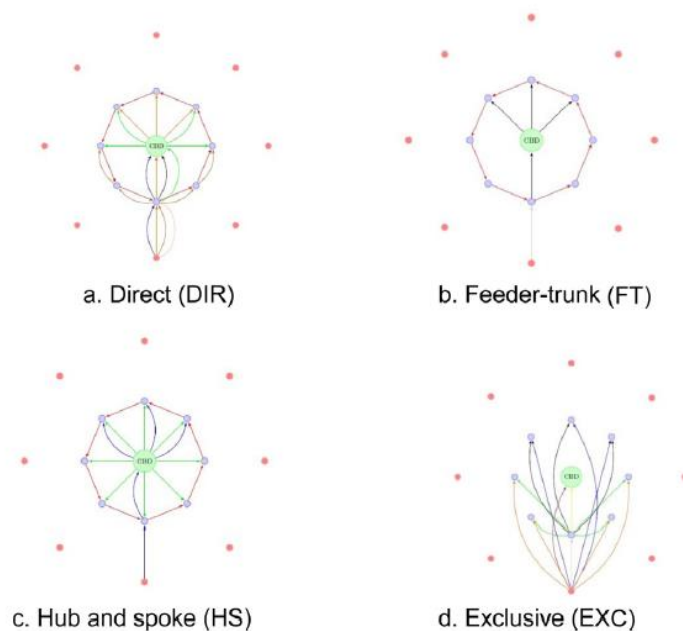 CBD
CBD
a. Direct (DIR)
b. Feeder-trunk (FT)
CBD
CBD
c. Hub and spoke (HS)
d. Exclusive (EXC)